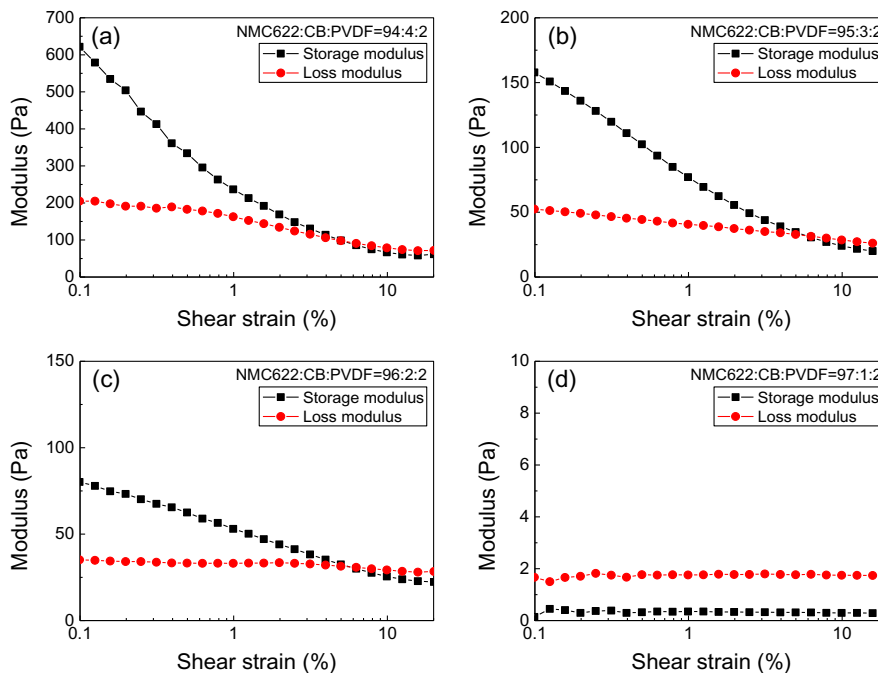 (a)
NMC622:CB:PVDF=94:4:2
Storage modulus
Loss modulus
700
600
500
400
300
200
100
0
Modulus (Pa)
0.1
1
10
Shear strain (%)
(b)
NMC622:CB:PVDF=95:3:2
Storage modulus
Loss modulus
200
150
100
50
0
Modulus (Pa)
0.1
1
10
Shear strain (%)
(c)
NMC622:CB:PVDF=96:2:2
Storage modulus
Loss modulus
150
100
50
0
Modulus (Pa)
0.1
1
10
Shear strain (%)
(d)
NMC622:CB:PVDF=97:1:2
Storage modulus
Loss modulus
10
8
6
4
2
0
Modulus (Pa)
0.1
1
10
Shear strain (%)